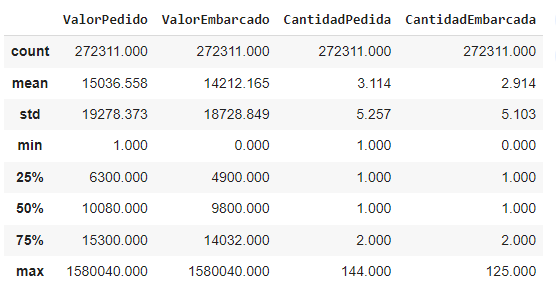 ValorPedido ValorEmbarcado CantidadPedida CantidadEmbarcada
count 272311.000 272311.000 272311.000 272311.000
mean 15036.558 14212.165 3.114 2.914
std 19278.373 18728.849 5.257 5.103
min 1.000 0.000 1.000 0.000
25% 6300.000 4900.000 1.000 1.000
50% 10080.000 9800.000 1.000 1.000
75% 15300.000 14032.000 2.000 2.000
max 1580040.000 1580040.000 144.000 125.000